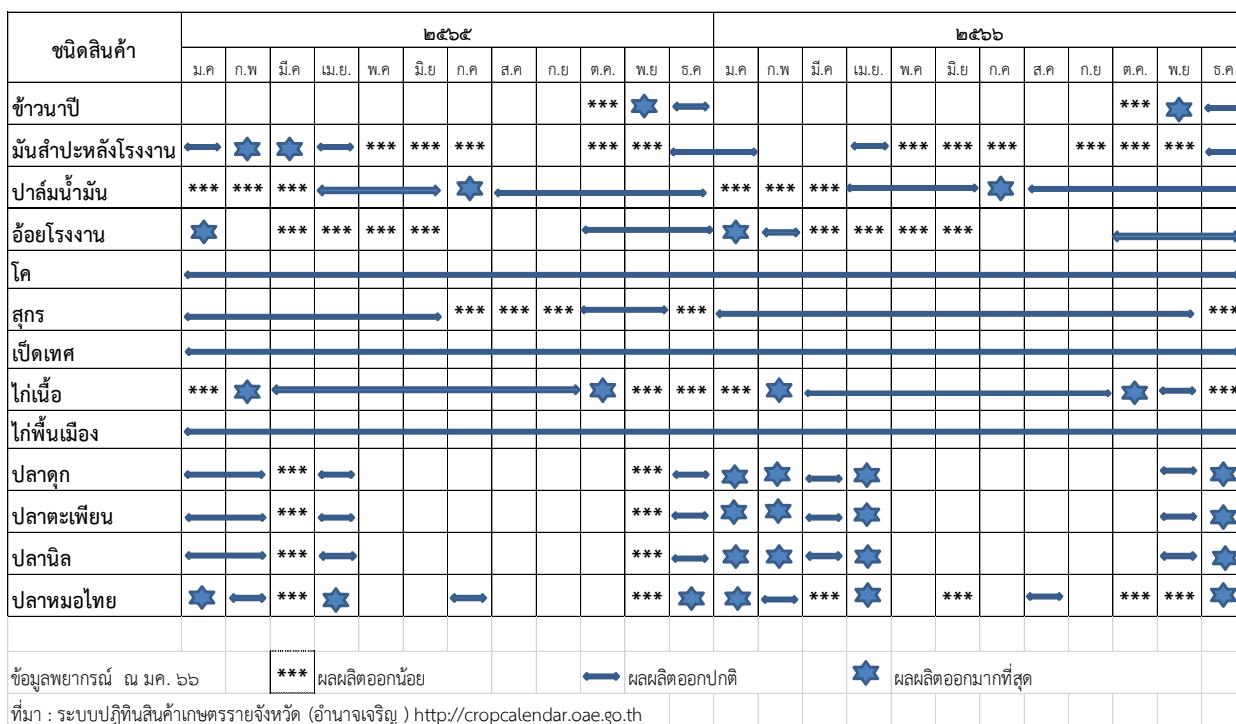 ชนิดสินค้า ๒๕๖๕ ๒๕๖๖
ม.ค ก.พ มี.ค เม.ย. พ.ค มิ.ย ก.ค ส.ค ก.ย ต.ค. พ.ย ธ.ค ม.ค ก.พ มี.ค เม.ย. พ.ค มิ.ย ก.ค ส.ค ก.ย ต.ค. พ.ย ธ.ค
ข้าวนาปี *** ***
มันสำปะหลังโรงงาน *** *** *** *** *** *** *** *** *** *** ***
ปาล์มน้ำมัน *** *** *** *** *** ***
อ้อยโรงงาน *** *** *** *** *** *** *** ***
โค
สุกร *** *** *** *** ***
เป็ดเทศ
ไก่เนื้อ *** *** *** *** ***
ไก่พื้นเมือง
ปลาดุก *** ***
ปลาตะเพียน *** ***
ปลานิล *** ***
ปลาหมอไทย *** *** *** *** *** ***
ข้อมูลพยากรณ์ ณ มค. ๖๖ *** ผลผลิตออกน้อย ผลผลิตออกปกติ ผลผลิตออกมากที่สุด
ที่มา : ระบบปฏิทินสินค้าเกษตรรายจังหวัด (อำนาจเจริญ ) http://cropcalendar.oae.go.th